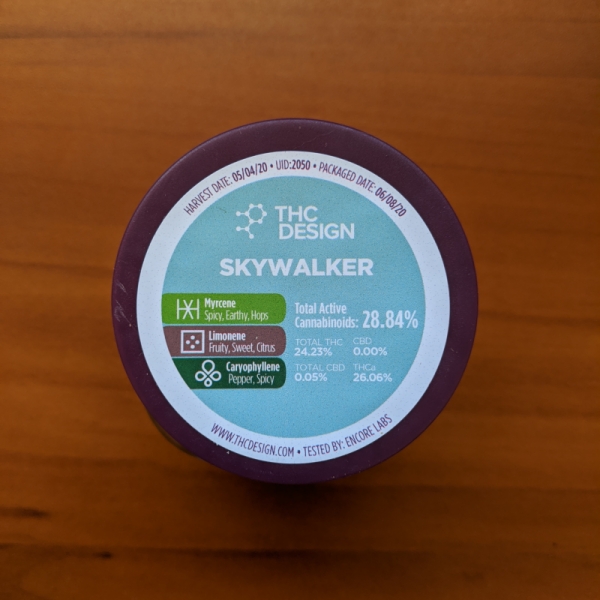 HARVEST DATE: 05/04/20 • UID:2050 • PACKAGED DATE: 06/08/20
THC
DESIGN
SKYWALKER
Myrcene
Spicy, Earthy, Hops
Limonene
Fruity, Sweet, Citrus
Caryophyllene
Pepper, Spicy
Total Active
Cannabinoids: 28.84%
TOTAL THC CBD
24.23% 0.00%
TOTAL CBD THCa
0.05% 26.06%
WWW.THCDESIGN.COM • TESTED BY: ENCORE LABS